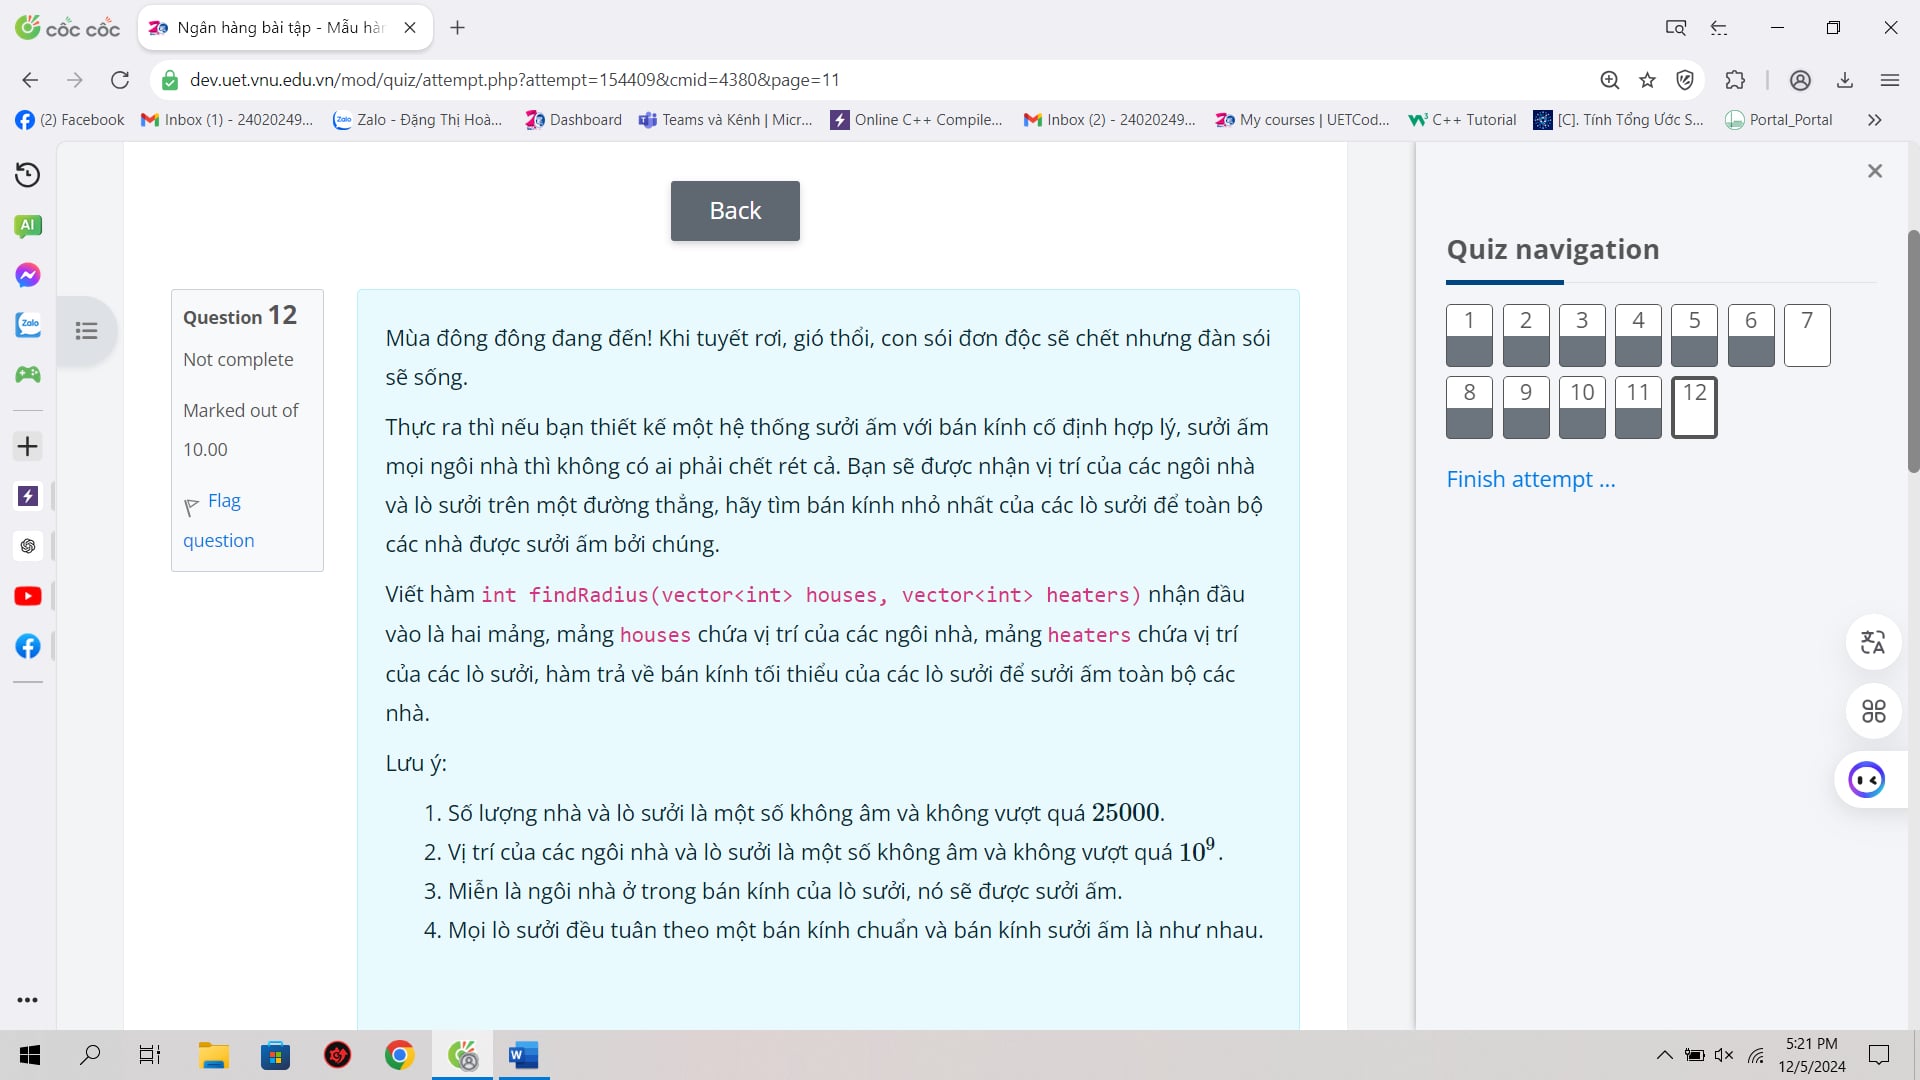 cốc cốc
Ngân hàng bài tập - Mẫu hàn
dev.uet.vnu.edu.vn/mod/quiz/attempt.php?attempt=154409&cmid=4380&page=11
(2) Facebook
Inbox (1) - 24020249...
Zalo - Đặng Thị Hoà...
Dashboard
Teams và Kênh | Micr...
Online C++ Compile...
Inbox (2) - 24020249...
My courses | UETCod...
C++ Tutorial
[C]. Tính Tổng Ước S...
Portal_Portal
AI
Zalo
Back
Question 12
Not complete
Marked out of
10.00
Flag
question
Mùa đông đông đang đến! Khi tuyết rơi, gió thổi, con sói đơn độc sẽ chết nhưng đàn sói
sẽ sống.
Thực ra thì nếu bạn thiết kế một hệ thống sưởi ấm với bán kính cố định hợp lý, sưởi ấm
mọi ngôi nhà thì không có ai phải chết rét cả. Bạn sẽ được nhận vị trí của các ngôi nhà
và lò sưởi trên một đường thẳng, hãy tìm bán kính nhỏ nhất của các lò sưởi để toàn bộ
các nhà được sưởi ấm bởi chúng.
Viết hàm int findRadius(vector<int> houses, vector<int> heaters) nhận đầu
vào là hai mảng, mảng houses chứa vị trí của các ngôi nhà, mảng heaters chứa vị trí
của các lò sưởi, hàm trả về bán kính tối thiểu của các lò sưởi để sưởi ấm toàn bộ các
nhà.
Lưu ý:
1. Số lượng nhà và lò sưởi là một số không âm và không vượt quá 25000.
2. Vị trí của các ngôi nhà và lò sưởi là một số không âm và không vượt quá 10⁹.
3. Miễn là ngôi nhà ở trong bán kính của lò sưởi, nó sẽ được sưởi ấm.
4. Mọi lò sưởi đều tuân theo một bán kính chuẩn và bán kính sưởi ấm là như nhau.
Quiz navigation
1 2 3 4 5 6 7
8 9 10 11 12
Finish attempt ...
5:21 PM
12/5/2024